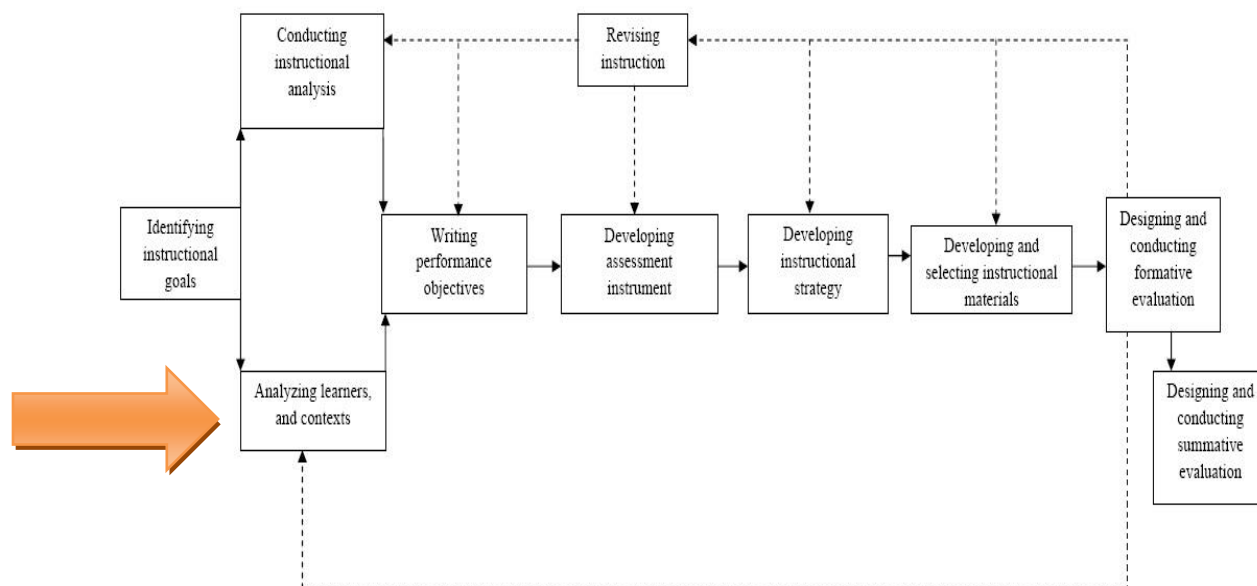 Conducting
instructional
analysis
Revising
instruction
Identifying
instructional
goals
Writing
performance
objectives
Developing
assessment
instrument
Developing
instructional
strategy
Developing and
selecting instructional
materials
Designing and
conducting
formative
evaluation
Analyzing learners,
and contexts
Designing and
conducting
summative
evaluation